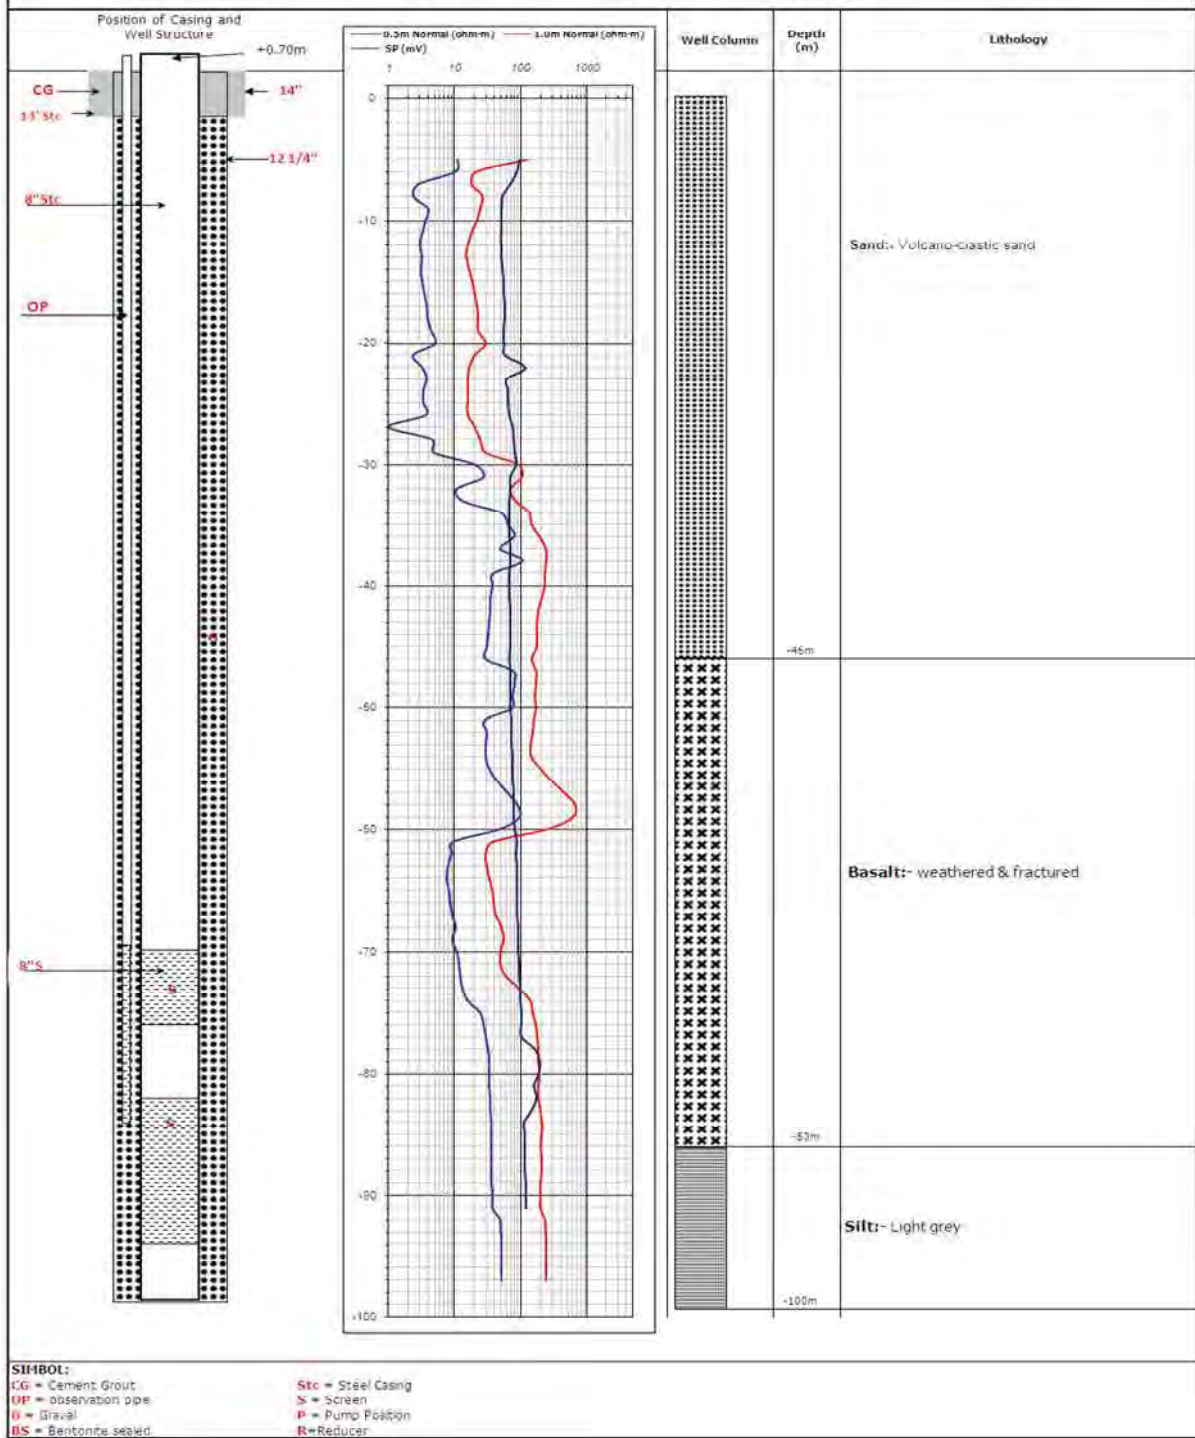 Position of Casing and
Well Structure
+0.70m
CG
14"
13" Stc
12 1/4"
8"Stc
OP
8"S
S
0.5m Normal (ohm-m)
1.0m Normal (ohm-m)
SP (mV)
1 10 100 1000
0
-10
-20
-30
-40
-50
-60
-70
-80
-90
-100
Well Column
Depth
(m)
Lithology
Sand:- Volcano-clastic sand
-46m
Basalt:- weathered & fractured
Silt:- Light grey
-100m
SIMBOL:
CG = Cement Grout
OP = observation pipe
G = Gravel
BS = Bentonite sealed
Stc = Steel Casing
S = Screen
P = Pump Position
R=Reducer